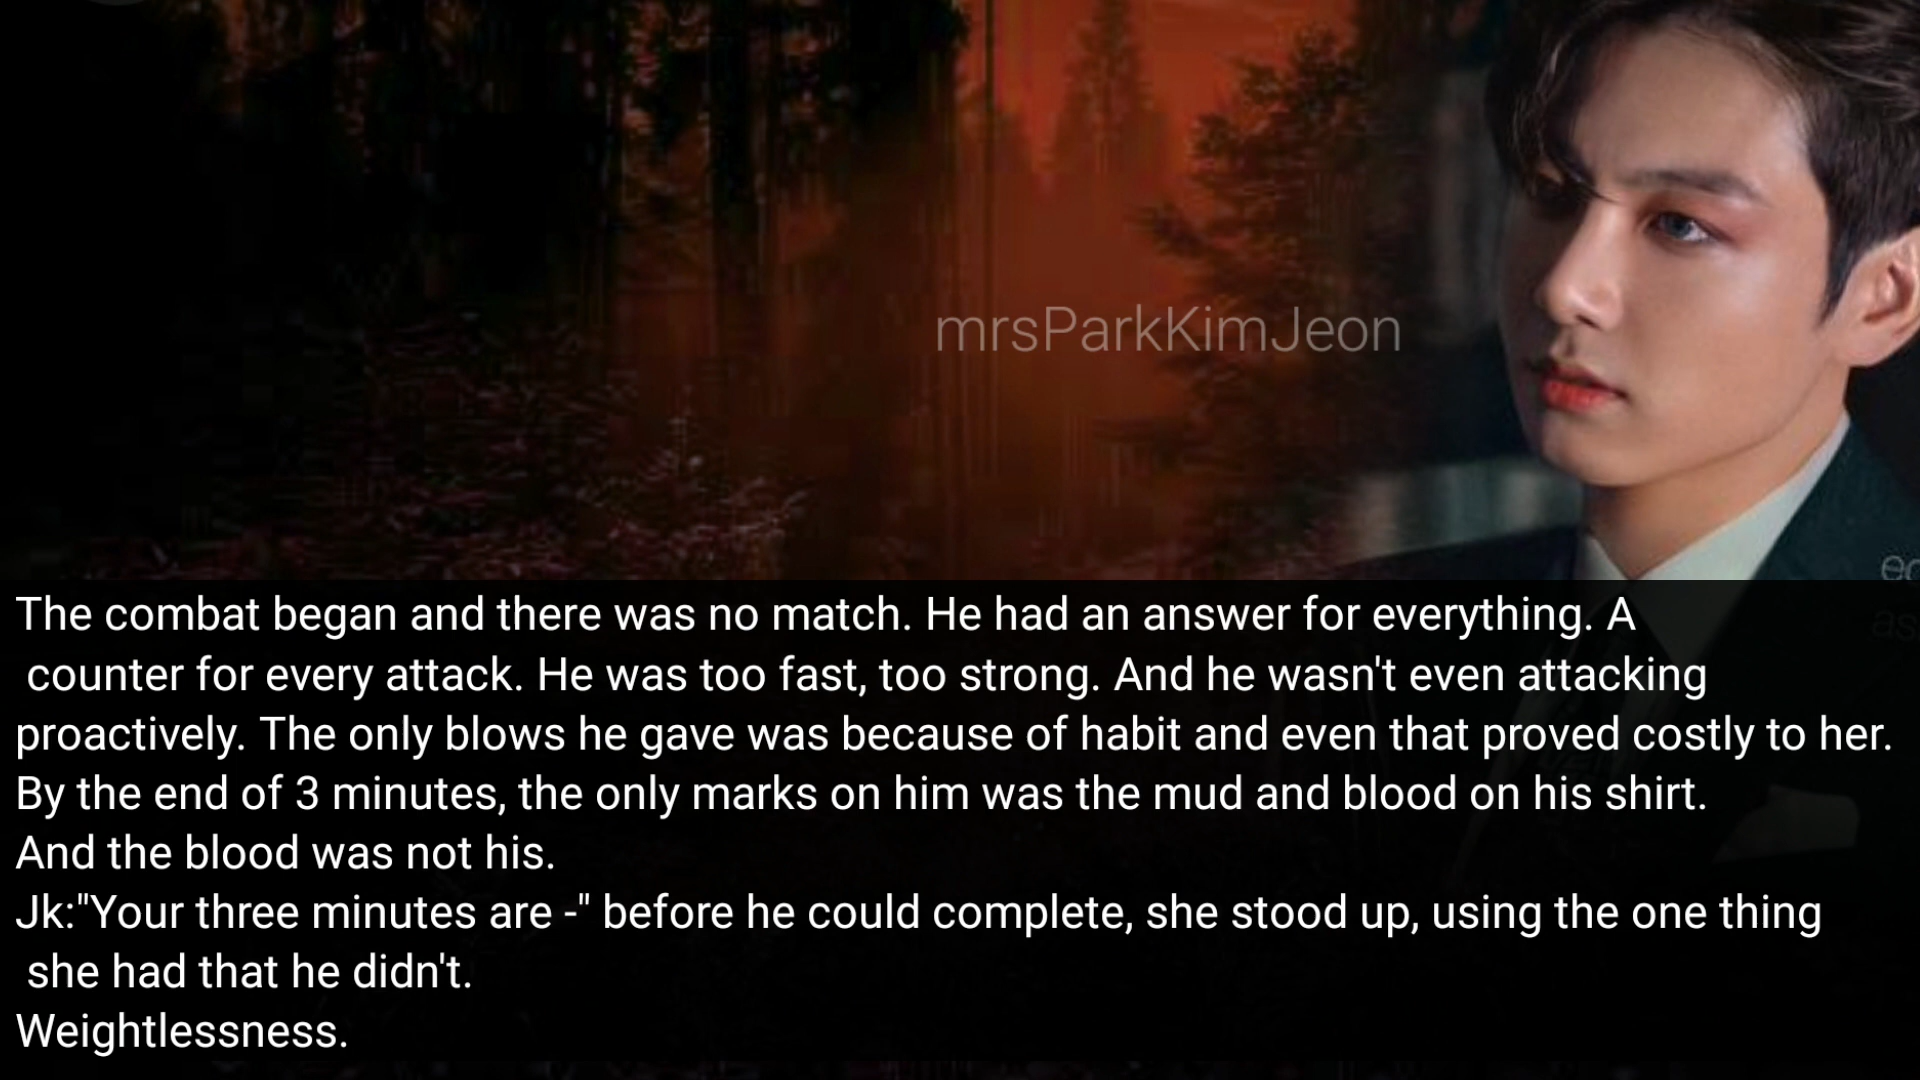 mrsParkKimJeon
The combat began and there was no match. He had an answer for everything. A
counter for every attack. He was too fast, too strong. And he wasn't even attacking
proactively. The only blows he gave was because of habit and even that proved costly to her.
By the end of 3 minutes, the only marks on him was the mud and blood on his shirt.
And the blood was not his.
Jk:"Your three minutes are -" before he could complete, she stood up, using the one thing
she had that he didn't.
Weightlessness.